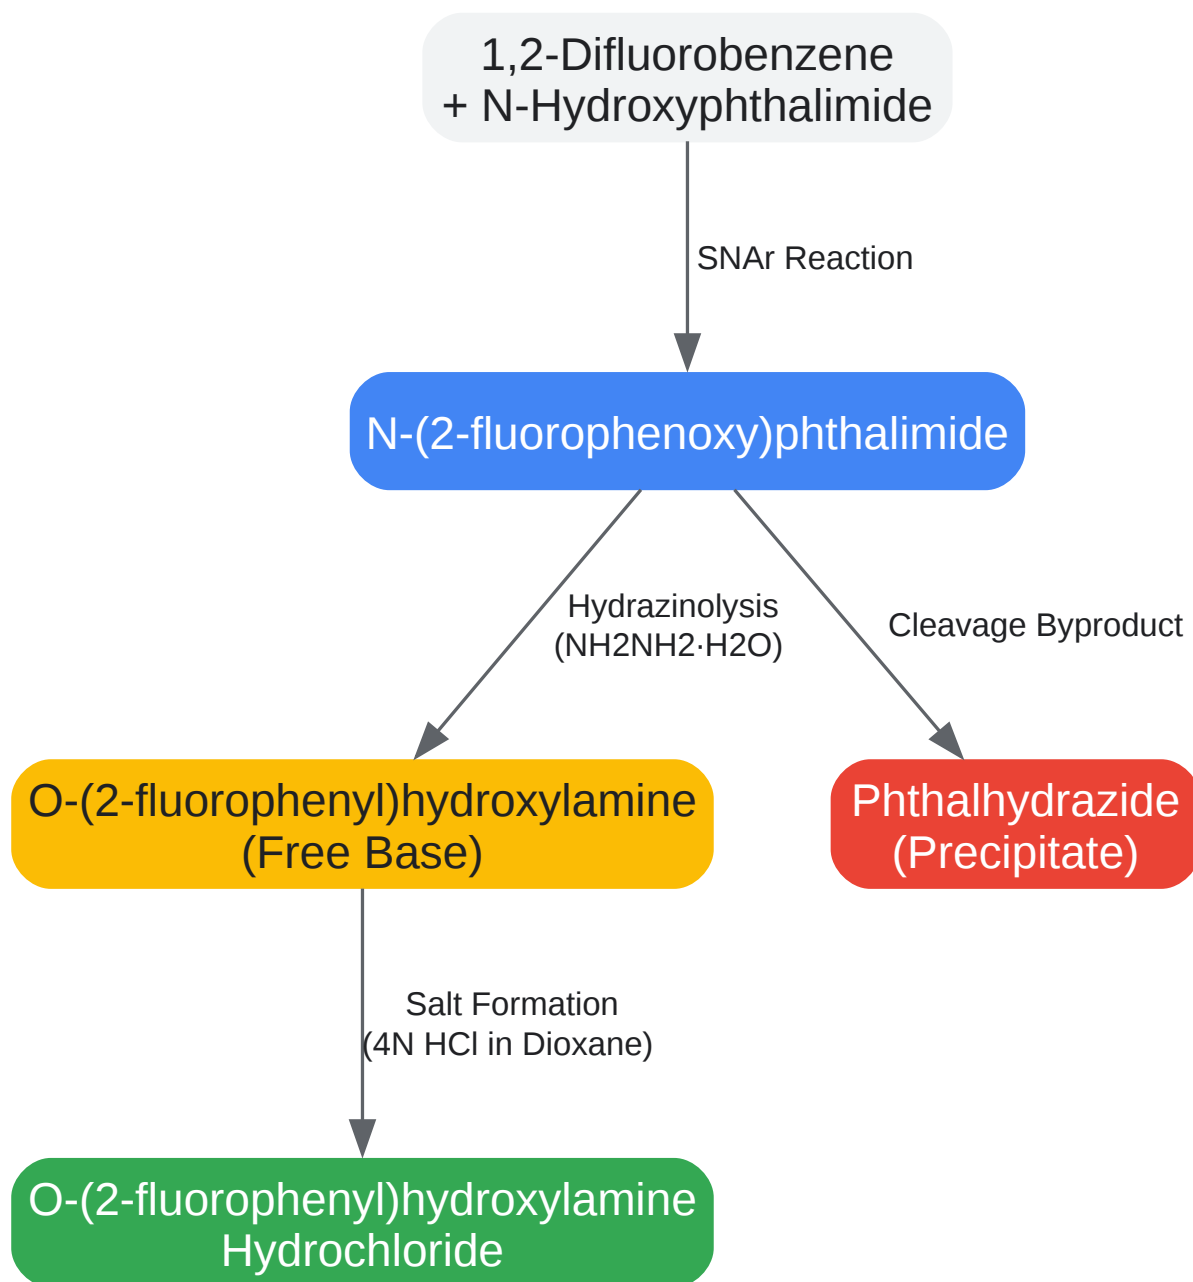 1,2-Difluorobenzene
+ N-Hydroxyphthalimide
SNAr Reaction
N-(2-fluorophenoxy)phthalimide
Hydrazinolysis
(NH2NH2·H2O)
Cleavage Byproduct
O-(2-fluorophenyl)hydroxylamine
(Free Base)
Phthalhydrazide
(Precipitate)
Salt Formation
(4N HCl in Dioxane)
O-(2-fluorophenyl)hydroxylamine
Hydrochloride